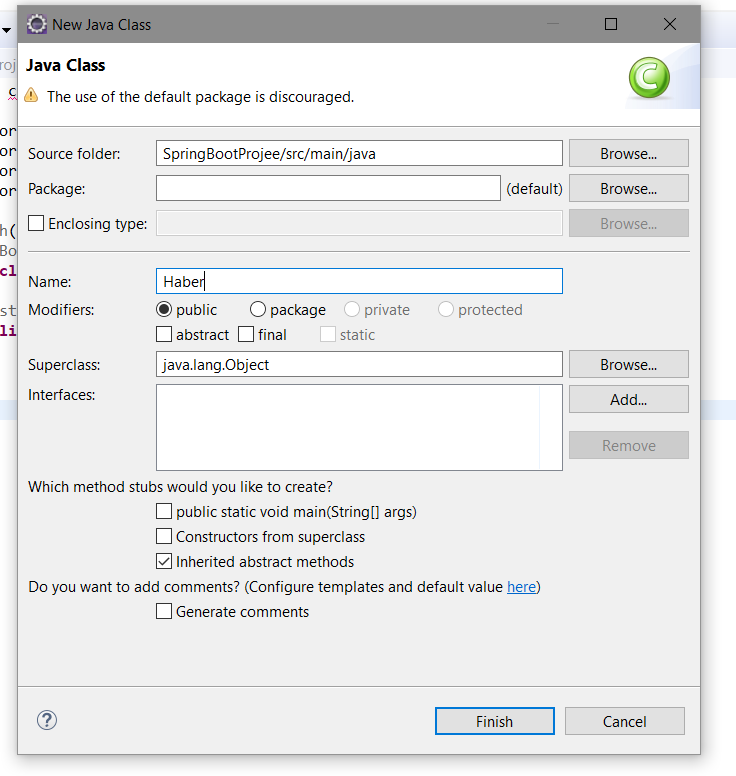 New Java Class
Java Class
The use of the default package is discouraged.
Source folder: SpringBootProjee/src/main/java Browse...
Package: (default) Browse...
Enclosing type: Browse...
Name: Haber
Modifiers: public package private protected
abstract final static
Superclass: java.lang.Object Browse...
Interfaces: Add...
Remove
Which method stubs would you like to create?
public static void main(String[] args)
Constructors from superclass
Inherited abstract methods
Do you want to add comments? (Configure templates and default value here)
Generate comments
? Finish Cancel